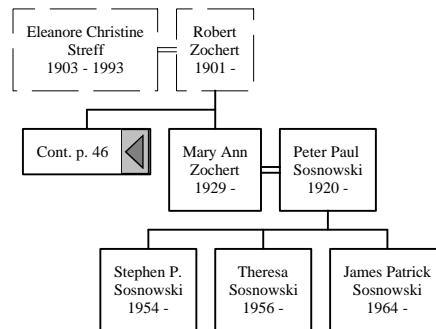 Eleanore Christine
Streff
1903 - 1993
Robert
Zochert
1901 -
Cont. p. 46
Mary Ann
Zochert
1929 -
Peter Paul
Sosnowski
1920 -
Stephen P.
Sosnowski
1954 -
Theresa
Sosnowski
1956 -
James Patrick
Sosnowski
1964 -